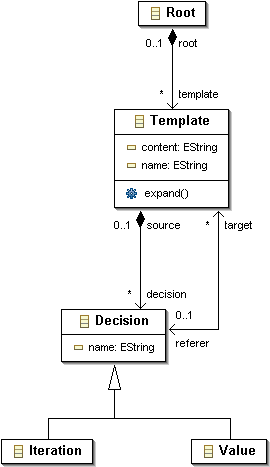 Root
0..1 root
* template
Template
content: EString
name: EString
expand()
0..1 source * target
* decision
Decision 0..1
name: EString referer
Iteration Value